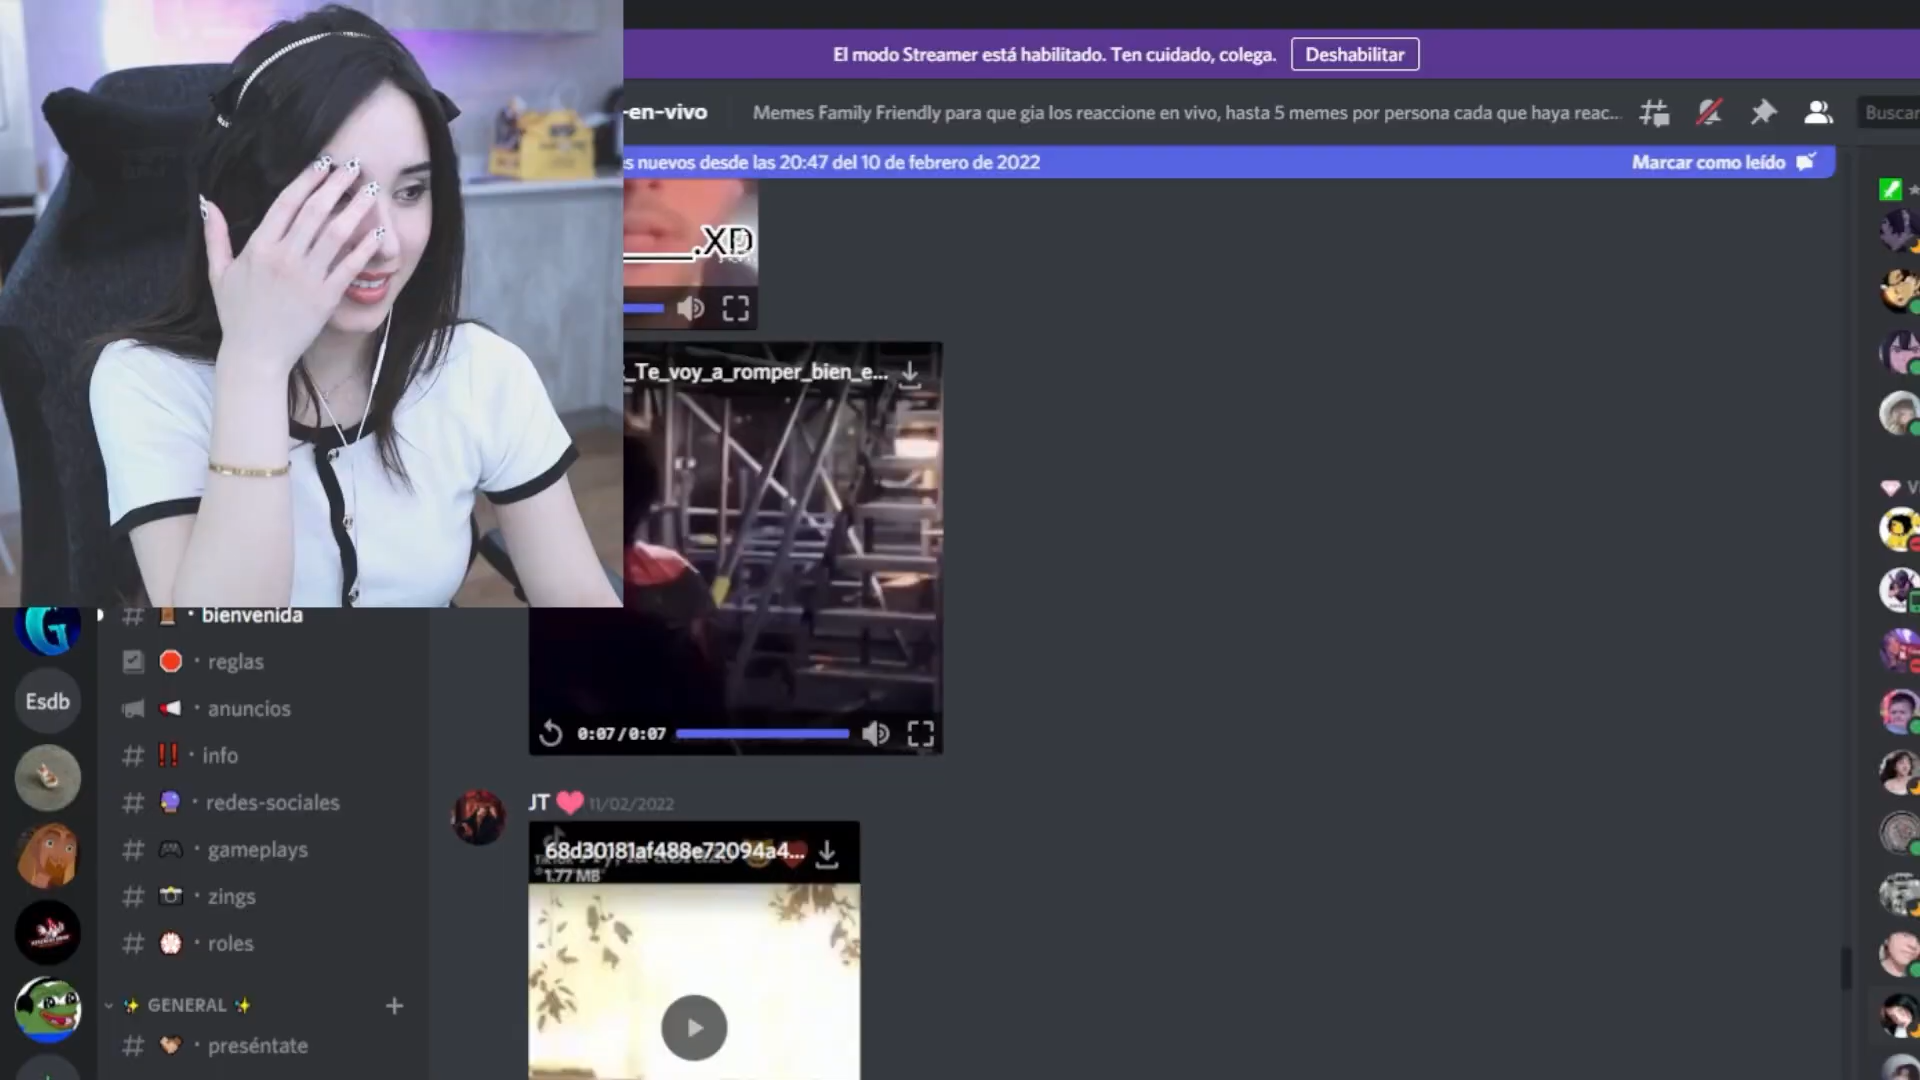 El modo Streamer está habilitado. Ten cuidado, colega.
Deshabilitar
-en-vivo
Memes Family Friendly para que gia los reaccione en vivo, hasta 5 memes por persona cada que haya reac...
Buscar
s nuevos desde las 20:47 del 10 de febrero de 2022
Marcar como leído
.XD
_Te_voy_a_romper_bien_e...
0:07/0:07
JT 11/02/2022
68d30181af488e72094a4...
1.77 MB
bienvenida
reglas
Esdb
anuncios
info
redes-sociales
gameplays
zings
roles
GENERAL
preséntate